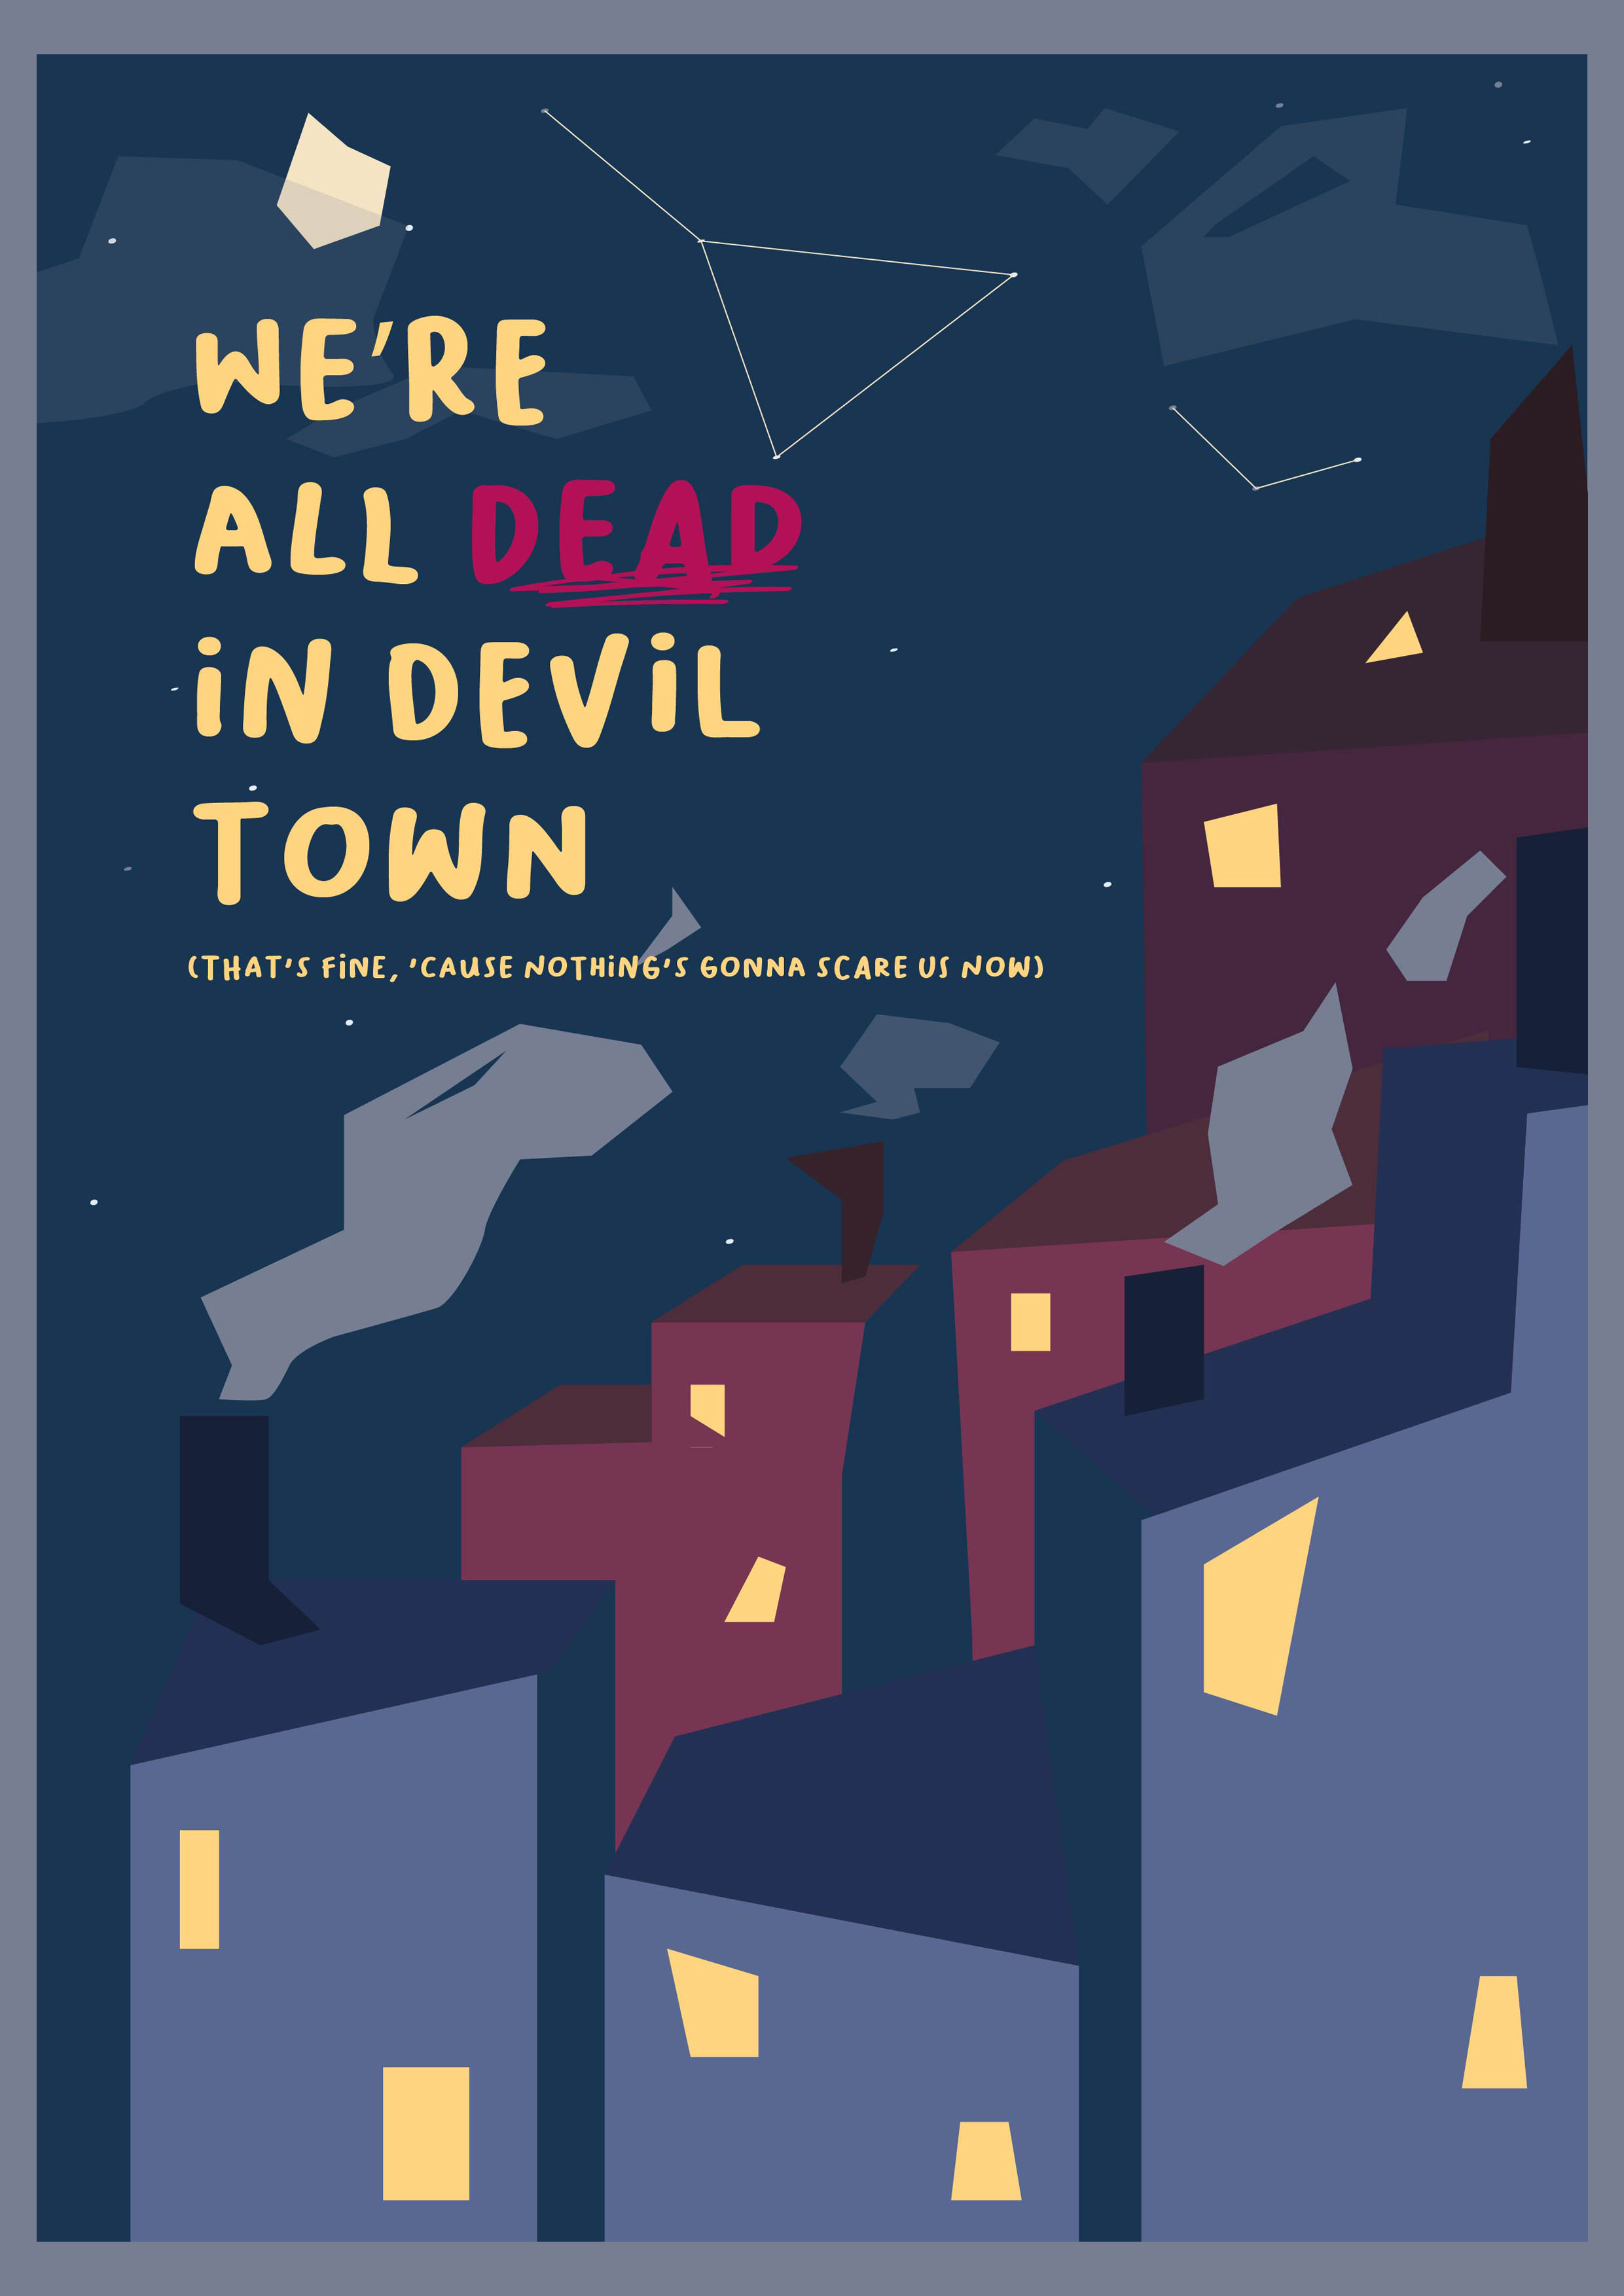 WE'RE
ALL DEAD
iN DEViL
TOWN
(THAT'S FiNE, 'CAUSE NOTHiNG'S GONNA SCARE US NOW)